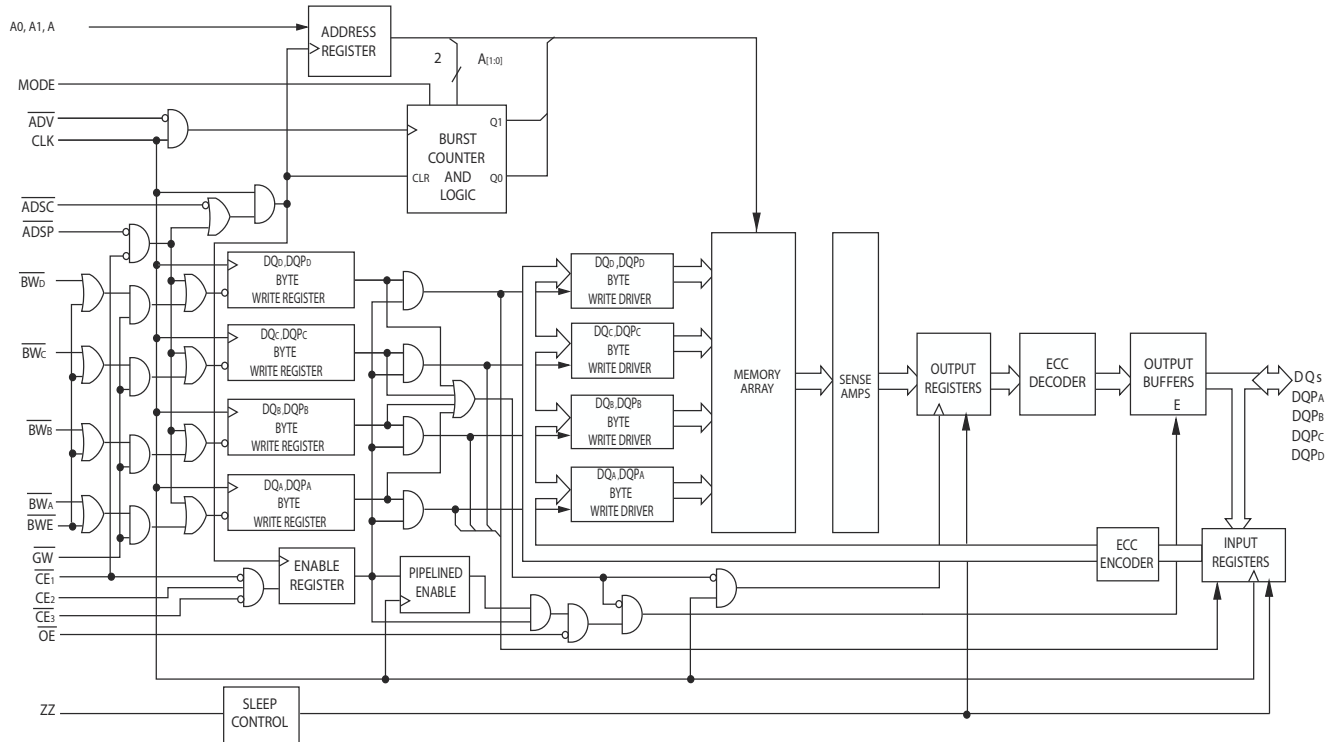 A0, A1, A
ADDRESS
REGISTER
2
A[1:0]
MODE
ADV
CLK
BURST
COUNTER
AND
LOGIC
Q1
CLR
Q0
ADSC
ADSP
BWD
DQD,DQPD
BYTE
WRITE REGISTER
DQD,DQPD
BYTE
WRITE DRIVER
BWC
DQC,DQPC
BYTE
WRITE REGISTER
DQC,DQPC
BYTE
WRITE DRIVER
MEMORY
ARRAY
SENSE
AMPS
OUTPUT
REGISTERS
ECC
DECODER
OUTPUT
BUFFERS
E
DQs
DQPA
DQPB
DQPC
DQPD
BWB
DQB,DQPB
BYTE
WRITE REGISTER
DQB,DQPB
BYTE
WRITE DRIVER
BWA
BWE
DQA,DQPA
BYTE
WRITE REGISTER
DQA,DQPA
BYTE
WRITE DRIVER
GW
CE1
CE2
CE3
OE
ENABLE
REGISTER
PIPELINED
ENABLE
ECC
ENCODER
INPUT
REGISTERS
ZZ
SLEEP
CONTROL